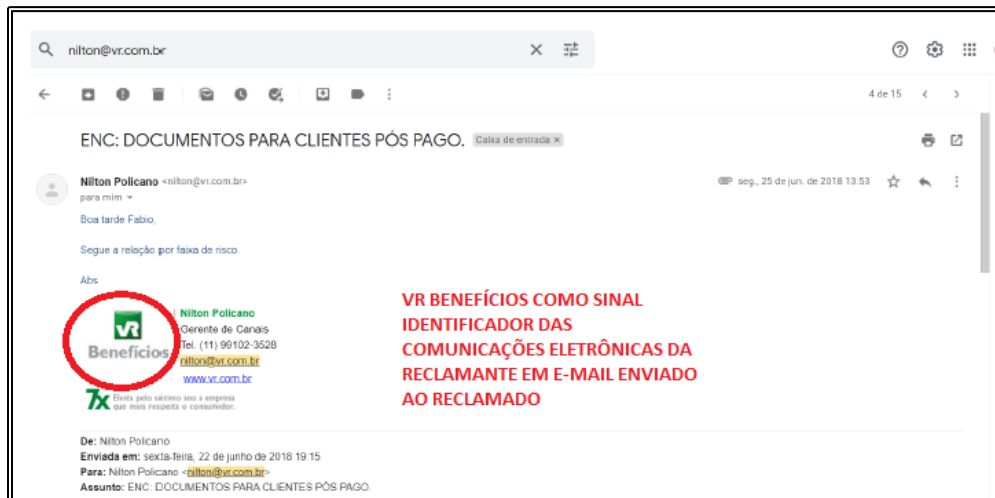 nilton@vr.com.br
4 de 15
ENC: DOCUMENTOS PARA CLIENTES PÓS PAGO. Caixa de entrada ×
Nilton Policano <nilton@vr.com.br>
seg., 25 de jun. de 2018 13:53
para mim
Boa tarde Fabio,
Segue a relação por faixa de risco.
Abs
VR
Benefícios
Nilton Policano
Gerente de Canais
Tel. (11) 99102-3528
nilton@vr.com.br
www.vr.com.br
7x Eleita pelo sétimo ano a empresa
que mais respeita o consumidor.
VR BENEFÍCIOS COMO SINAL
IDENTIFICADOR DAS
COMUNICAÇÕES ELETRÔNICAS DA
RECLAMANTE EM E-MAIL ENVIADO
AO RECLAMADO
De: Nilton Policano
Enviada em: sexta-feira, 22 de junho de 2018 19:15
Para: Nilton Policano <nilton@vr.com.br>
Assunto: ENC: DOCUMENTOS PARA CLIENTES PÓS PAGO.